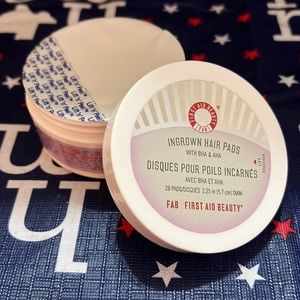 FIRST AID BEAUTY
INGROWN HAIR PADS
WITH BHA & AHA
DISQUES POUR POILS INCARNÉS
AVEC BHA ET AHA
28 PADS/DISQUES 2.25 in (5.7 cm) DIAM.
FAB FIRST AID BEAUTY®